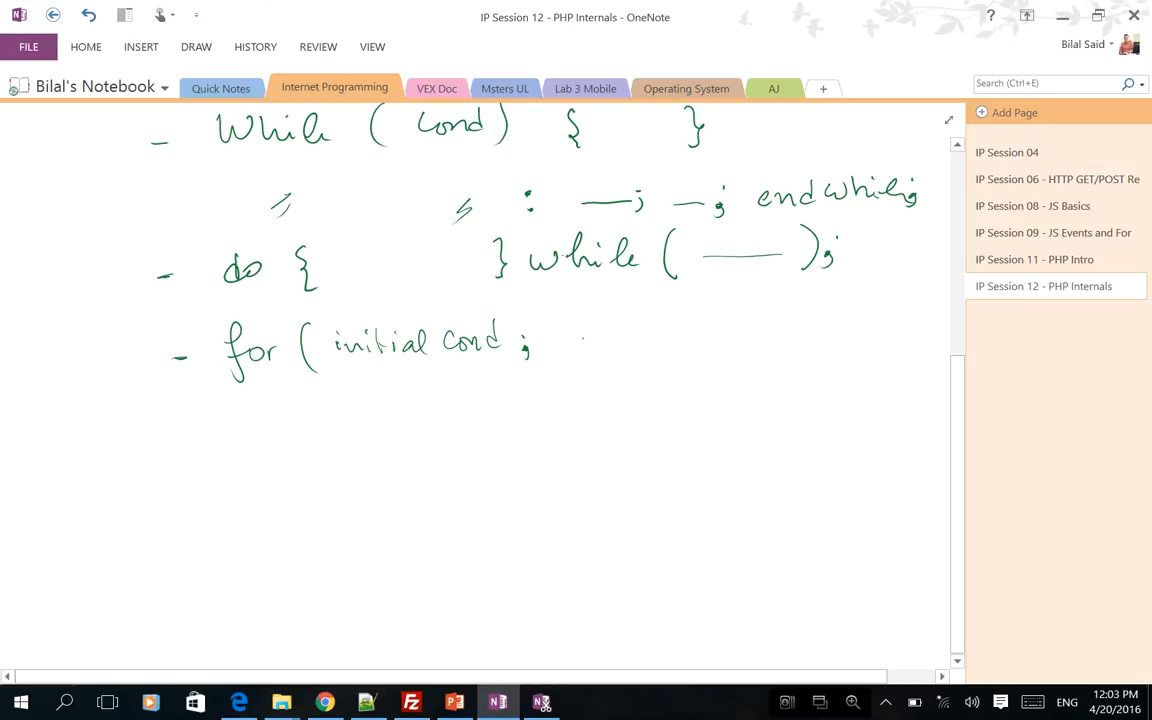 IP Session 12 - PHP Internals - OneNote
?
FILE HOME INSERT DRAW HISTORY REVIEW VIEW
Bilal Said
Bilal's Notebook
Quick Notes Internet Programming VEX Doc Msters UL Lab 3 Mobile Operating System AJ +
Search (Ctrl+E)
Add Page
IP Session 04
IP Session 06 - HTTP GET/POST Re
IP Session 08 - JS Basics
IP Session 09 - JS Events and For
IP Session 11 - PHP Intro
IP Session 12 - PHP Internals
- While ( cond) { }
〃 〃 : —; —; endwhile;
- do { } while ( —— );
- for ( initial cond ;
ENG
12:03 PM
4/20/2016